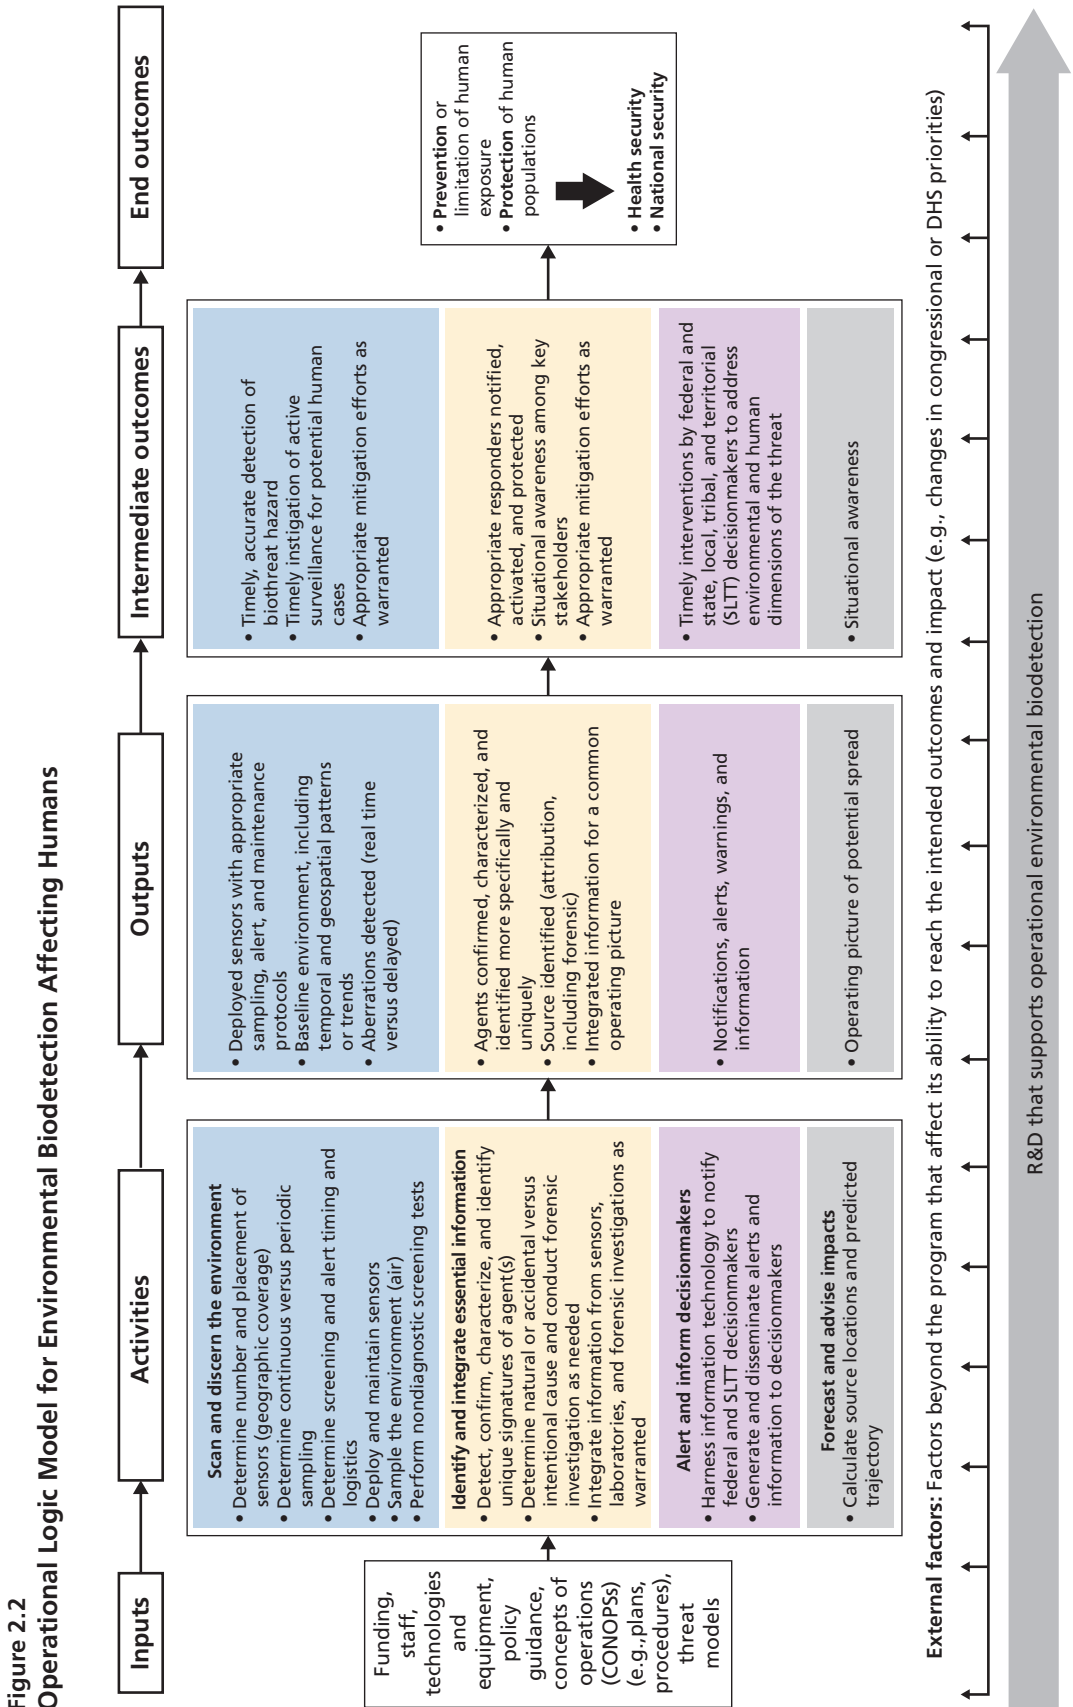 Figure 2.2
Operational Logic Model for Environmental Biodetection Affecting Humans
Inputs
Activities
Outputs
Intermediate outcomes
End outcomes
Funding,
staff,
technologies
and
equipment,
policy
guidance,
concepts of
operations
(CONOPSs)
(e.g.,plans,
procedures),
threat
models
Scan and discern the environment
• Determine number and placement of
sensors (geographic coverage)
• Determine continuous versus periodic
sampling
• Determine screening and alert timing and
logistics
• Deploy and maintain sensors
• Sample the environment (air)
• Perform nondiagnostic screening tests
Identify and integrate essential information
• Detect, confirm, characterize, and identify
unique signatures of agent(s)
• Determine natural or accidental versus
intentional cause and conduct forensic
investigation as needed
• Integrate information from sensors,
laboratories, and forensic investigations as
warranted
Alert and inform decisionmakers
• Harness information technology to notify
federal and SLTT decisionmakers
• Generate and disseminate alerts and
information to decisionmakers
Forecast and advise impacts
• Calculate source locations and predicted
trajectory
• Deployed sensors with appropriate
sampling, alert, and maintenance
protocols
• Baseline environment, including
temporal and geospatial patterns
or trends
• Aberrations detected (real time
versus delayed)
• Agents confirmed, characterized, and
identified more specifically and
uniquely
• Source identified (attribution,
including forensic)
• Integrated information for a common
operating picture
• Notifications, alerts, warnings, and
information
• Operating picture of potential spread
• Timely, accurate detection of
biothreat hazard
• Timely instigation of active
surveillance for potential human
cases
• Appropriate mitigation efforts as
warranted
• Appropriate responders notified,
activated, and protected
• Situational awareness among key
stakeholders
• Appropriate mitigation efforts as
warranted
• Timely interventions by federal and
state, local, tribal, and territorial
(SLTT) decisionmakers to address
environmental and human
dimensions of the threat
• Situational awareness
• Prevention or
limitation of human
exposure
• Protection of human
populations
• Health security
• National security
External factors: Factors beyond the program that affect its ability to reach the intended outcomes and impact (e.g., changes in congressional or DHS priorities)
R&D that supports operational environmental biodetection